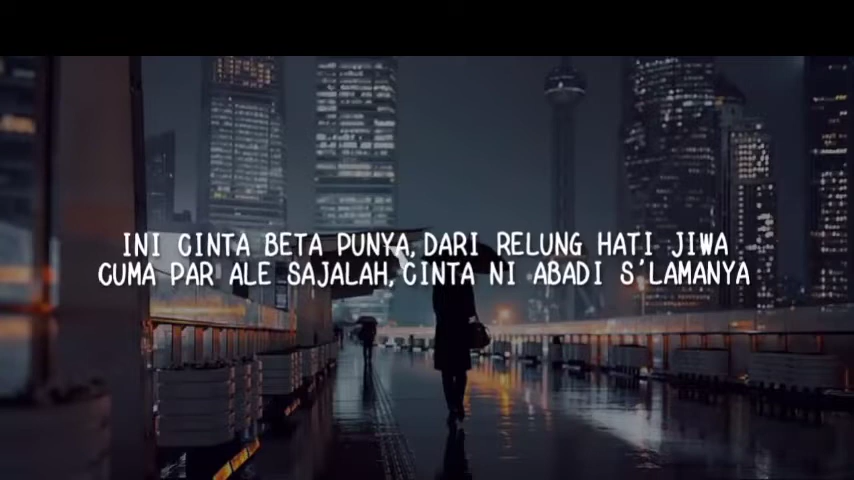 INI CINTA BETA PUNYA, DARI RELUNG HATI JIWA
CUMA PAR ALE SAJALAH, CINTA NI ABADI S'LAMANYA